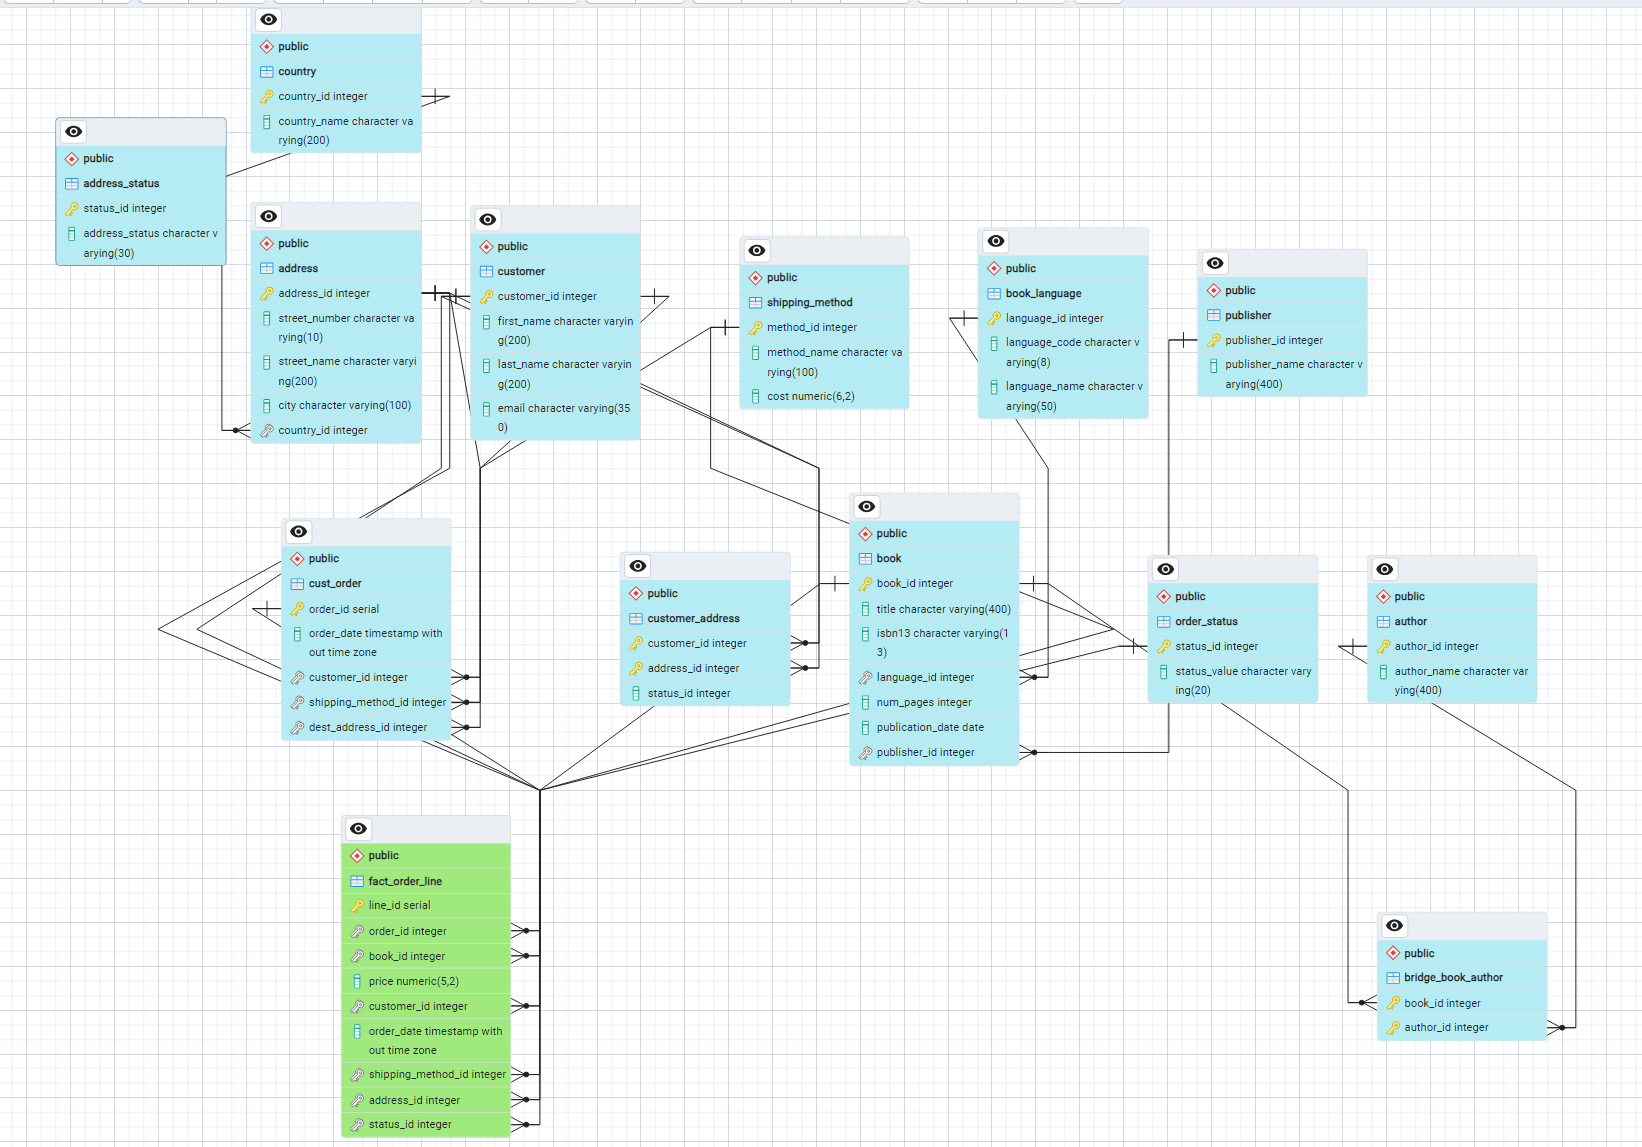 public
country
country_id integer
country_name character va
rying(200)
public
address_status
status_id integer
address_status character v
arying(30)
public
address
address_id integer
street_number character va
rying(10)
street_name character varyi
ng(200)
city character varying(100)
country_id integer
public
customer
customer_id integer
first_name character varyin
g(200)
last_name character varyin
g(200)
email character varying(35
0)
public
shipping_method
method_id integer
method_name character va
rying(100)
cost numeric(6,2)
public
book_language
language_id integer
language_code character v
arying(8)
language_name character v
arying(50)
public
publisher
publisher_id integer
publisher_name character v
arying(400)
public
cust_order
order_id serial
order_date timestamp with
out time zone
customer_id integer
shipping_method_id integer
dest_address_id integer
public
customer_address
customer_id integer
address_id integer
status_id integer
public
book
book_id integer
title character varying(400)
isbn13 character varying(1
3)
language_id integer
num_pages integer
publication_date date
publisher_id integer
public
order_status
status_id integer
status_value character vary
ing(20)
public
author
author_id integer
author_name character var
ying(400)
public
fact_order_line
line_id serial
order_id integer
book_id integer
price numeric(5,2)
customer_id integer
order_date timestamp with
out time zone
shipping_method_id integer
address_id integer
status_id integer
public
bridge_book_author
book_id integer
author_id integer